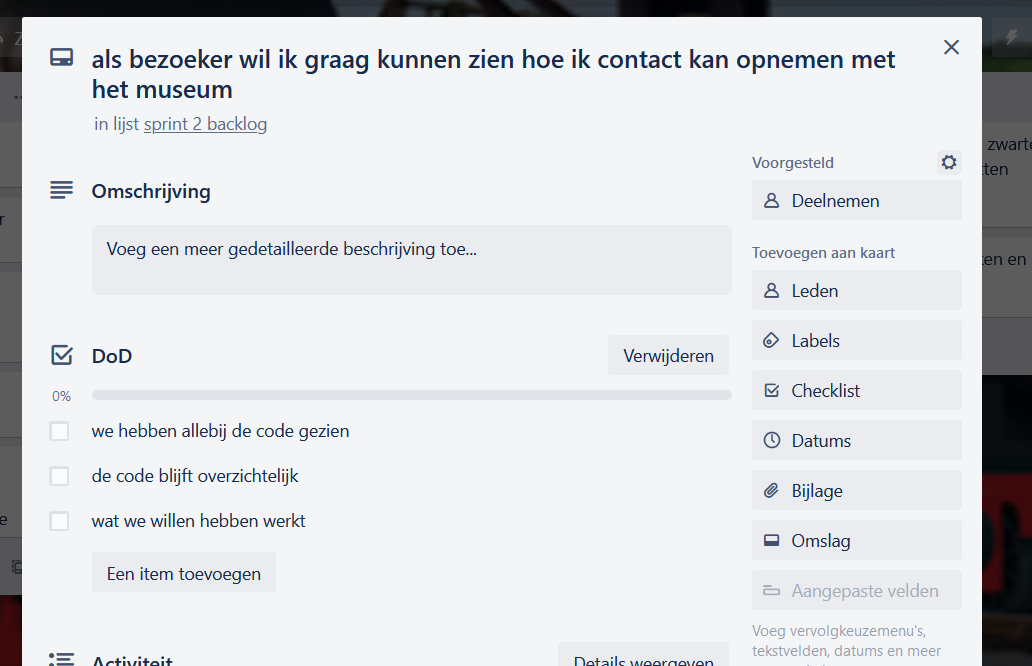 als bezoeker wil ik graag kunnen zien hoe ik contact kan opnemen met
het museum
in lijst sprint 2 backlog
Omschrijving
Voeg een meer gedetailleerde beschrijving toe...
DoD
Verwijderen
0%
we hebben allebij de code gezien
de code blijft overzichtelijk
wat we willen hebben werkt
Een item toevoegen
Activiteit
Details weergeven
Voorgesteld
Deelnemen
Toevoegen aan kaart
Leden
Labels
Checklist
Datums
Bijlage
Omslag
Aangepaste velden
Voeg vervolgkeuzemenu's,
tekstvelden, datums en meer